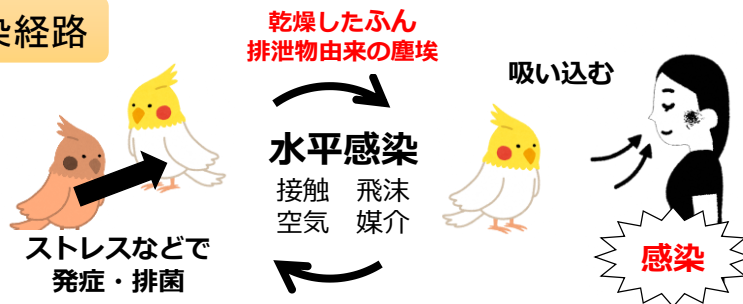 染経路
乾燥したふん
排泄物由来の塵埃
吸い込む
水平感染
接触　飛沫
空気　媒介
ストレスなどで
発症・排菌
感染